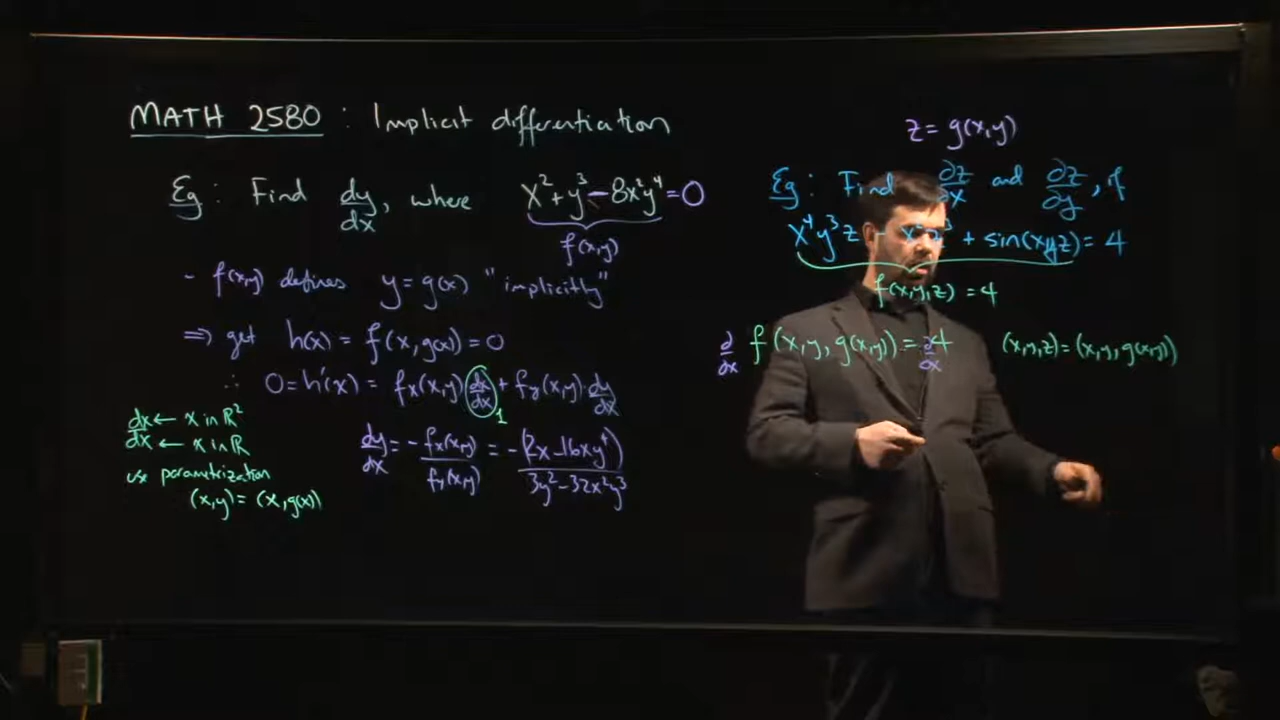 MATH 2580 : Implicit differentiation
Eg : Find dy/dx, where x²+y³−8x²y⁴=0
f(x,y)
- f(x,y) defines y = g(x) "implicitly"
⇒ get h(x) = f(x,g(x))=0
∴ 0=h'(x) = fx(x,y) dx/dx + fy(x,y)·dy/dx
1
dx ← x in R²
dx ← x in R
use parametrization
(x,y) = (x,g(x))
dy/dx = −fx(x,y)/fy(x,y) = −(2x−16xy⁴)/3y²−32x²y³
z = g(x,y)
Eg : Find ∂z/∂x and ∂z/∂y, if
x⁴y³z + sin(xyz) = 4
f(x,y,z) = 4
∂/∂x f(x,y,g(x,y)) = ∂/∂x 4 (x,y,z)=(x,y,g(x,y))